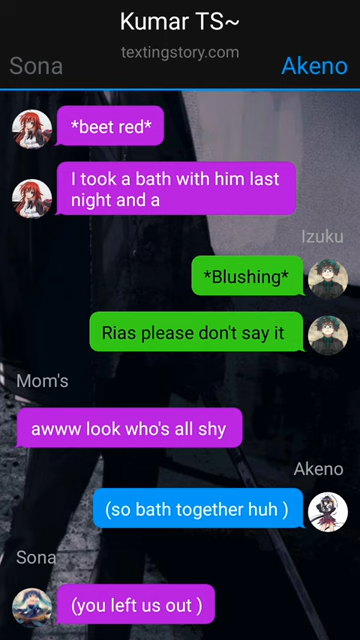 Kumar TS~
textingstory.com
Sona
Akeno
*beet red*
I took a bath with him last
night and a
Izuku
*Blushing*
Rias please don't say it
Mom's
awww look who's all shy
Akeno
(so bath together huh )
Sona
(you left us out )